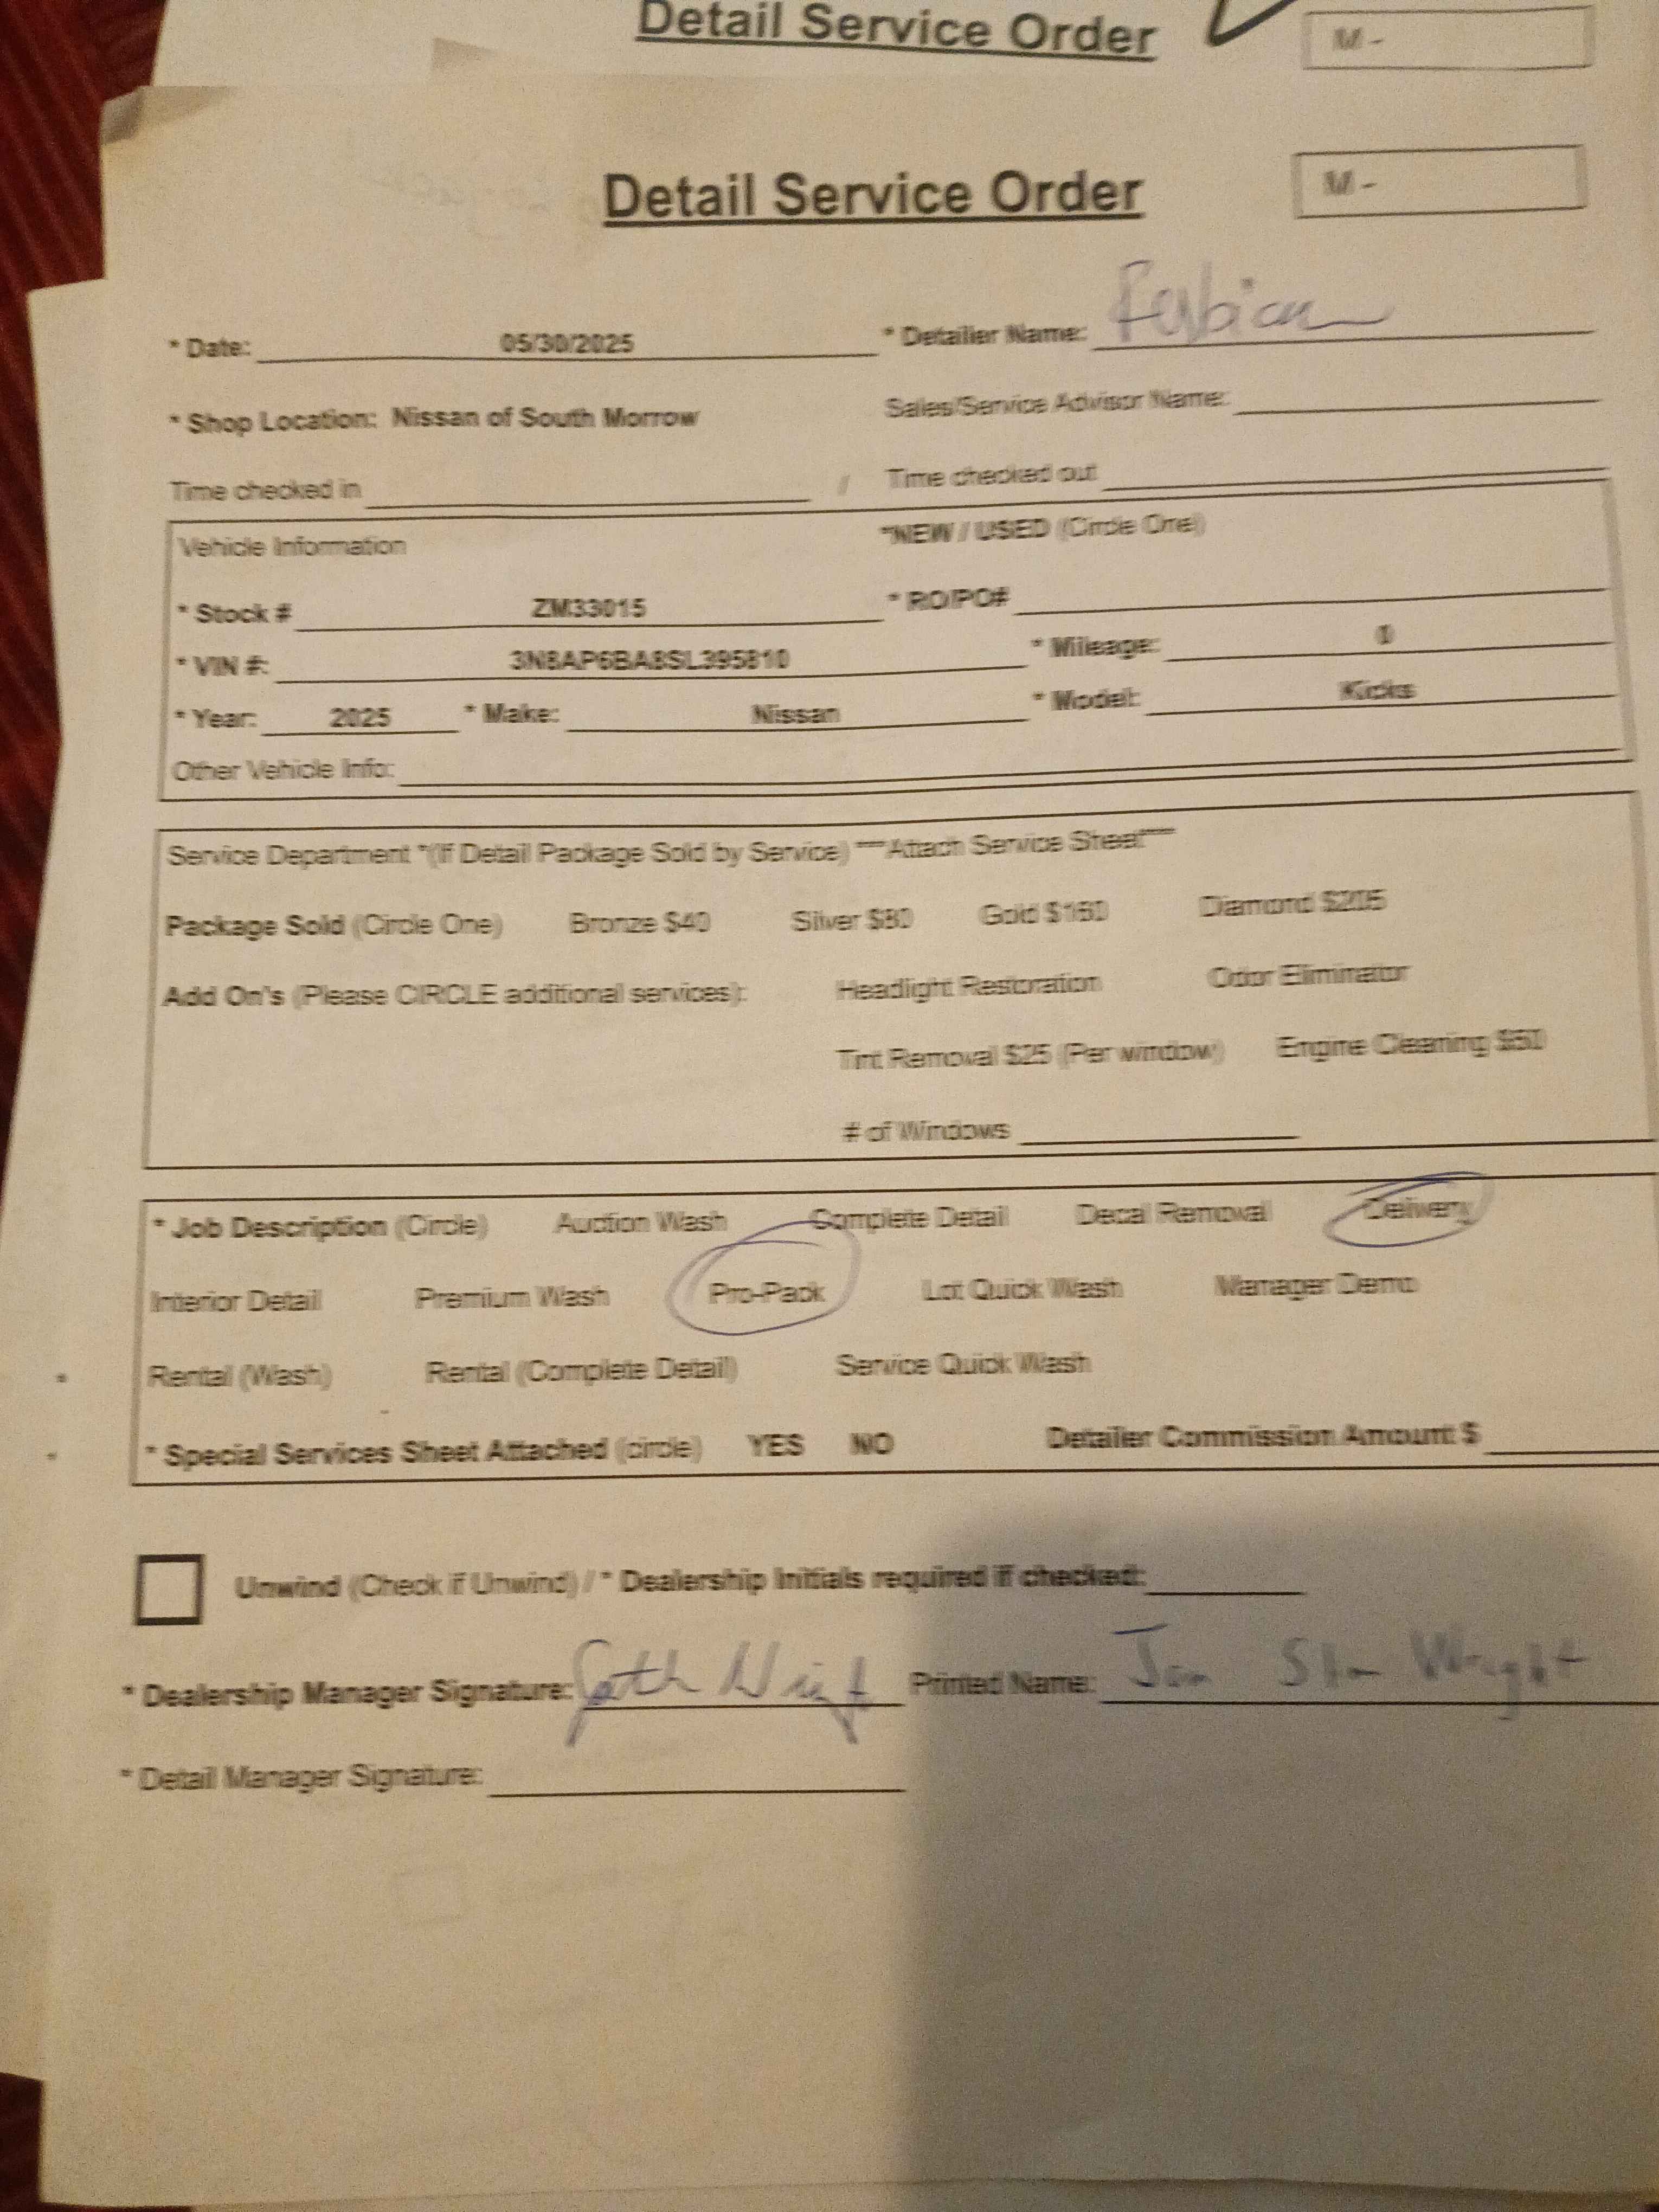 Detail Service Order M -
Detail Service Order M -
* Date: 05/30/2025 * Detailer Name: Fabian
* Shop Location: Nissan of South Morrow Sales/Service Advisor Name:
Time checked in / Time checked out
Vehicle Information *NEW / USED (Circle One)
* Stock # ZM33015 * RO/PO#
* VIN #: 3N8AP6BA8SL395810 * Mileage: 0
* Year: 2025 * Make: Nissan * Model: Kicks
Other Vehicle Info:
Service Department *(If Detail Package Sold by Service) ***Attach Service Sheet***
Package Sold (Circle One) Bronze $40 Silver $80 Gold $160 Diamond $205
Add On's (Please CIRCLE additional services): Headlight Restoration Odor Eliminator
Tint Removal $25 (Per window) Engine Cleaning $50
# of Windows
* Job Description (Circle) Auction Wash Complete Detail Decal Removal Delivery
Interior Detail Premium Wash Pro-Pack Lot Quick Wash Manager Demo
Rental (Wash) Rental (Complete Detail) Service Quick Wash
* Special Services Sheet Attached (circle) YES NO Detailer Commission Amount $
Unwind (Check if Unwind) / * Dealership Initials required if checked:
* Dealership Manager Signature: Wright Printed Name: Wright
* Detail Manager Signature: